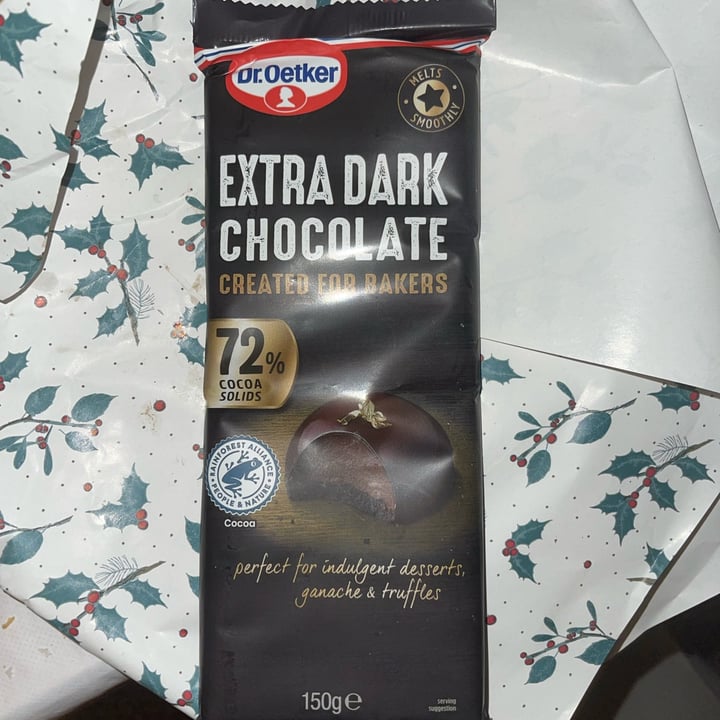 Dr.Oetker
MELTS
SMOOTHLY
EXTRA DARK
CHOCOLATE
CREATED FOR BAKERS
72%
COCOA
SOLIDS
RAINFOREST ALLIANCE
PEOPLE & NATURE
Cocoa
perfect for indulgent desserts,
ganache & truffles
150g℮
serving
suggestion